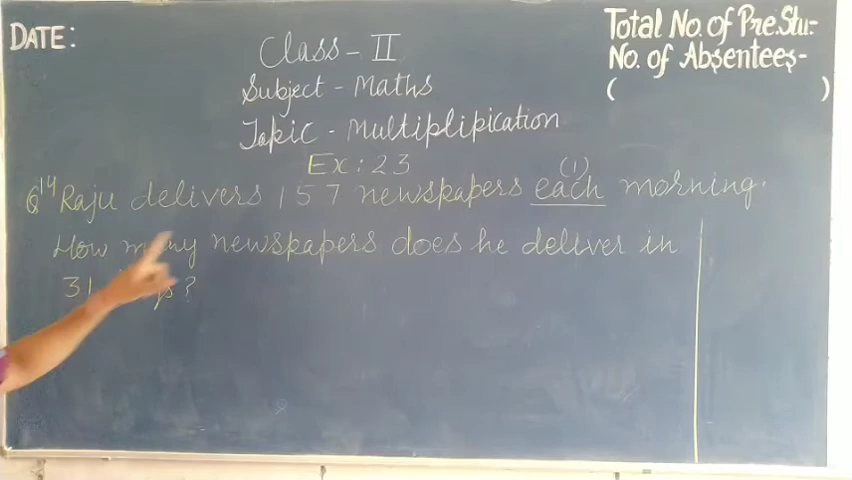 DATE:
Total No. of Pre.Stu:-
No. of Absentees-
( )
Class - II
Subject - Maths
Topic - Multiplipication
Ex: 23
(1)
Q14 Raju delivers 157 newspapers each morning.
How many newspapers does he deliver in
31 ?